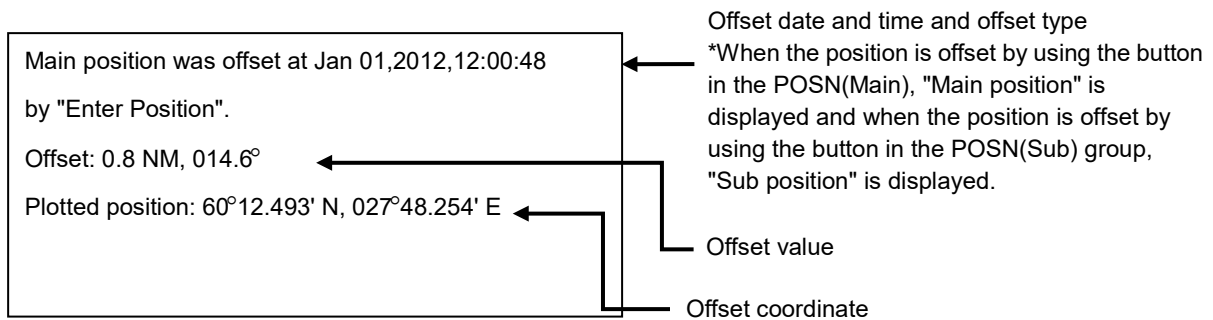 Main position was offset at Jan 01,2012,12:00:48
by "Enter Position".
Offset: 0.8 NM, 014.6°
Plotted position: 60°12.493' N, 027°48.254' E
Offset date and time and offset type
*When the position is offset by using the button
in the POSN(Main), "Main position" is
displayed and when the position is offset by
using the button in the POSN(Sub) group,
"Sub position" is displayed.
Offset value
Offset coordinate